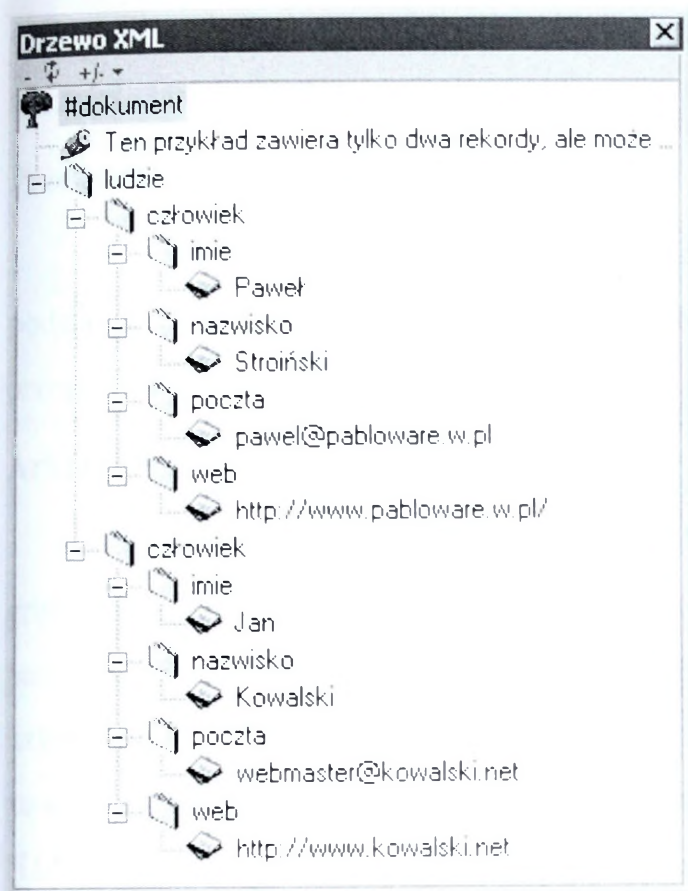 Drzewo XML
+/-
#dokument
Ten przykład zawiera tylko dwa rekordy, ale może ...
ludzie
człowiek
imie
Paweł
nazwisko
Stroiński
poczta
pawel@pabloware.w.pl
web
http://www.pabloware.w.pl/
człowiek
imie
Jan
nazwisko
Kowalski
poczta
webmaster@kowalski.net
web
http://www.kowalski.net